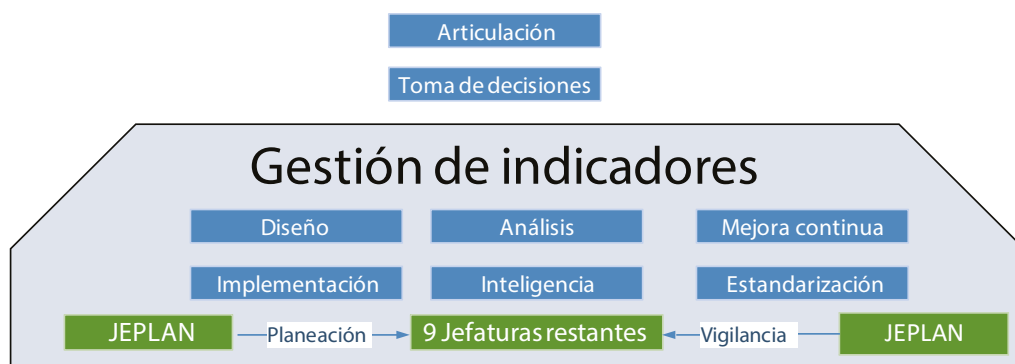 Articulación
Toma de decisiones
Gestión de indicadores
Diseño
Análisis
Mejora continua
Implementación
Inteligencia
Estandarización
JEPLAN
Planeación
9 Jefaturas restantes
Vigilancia
JEPLAN